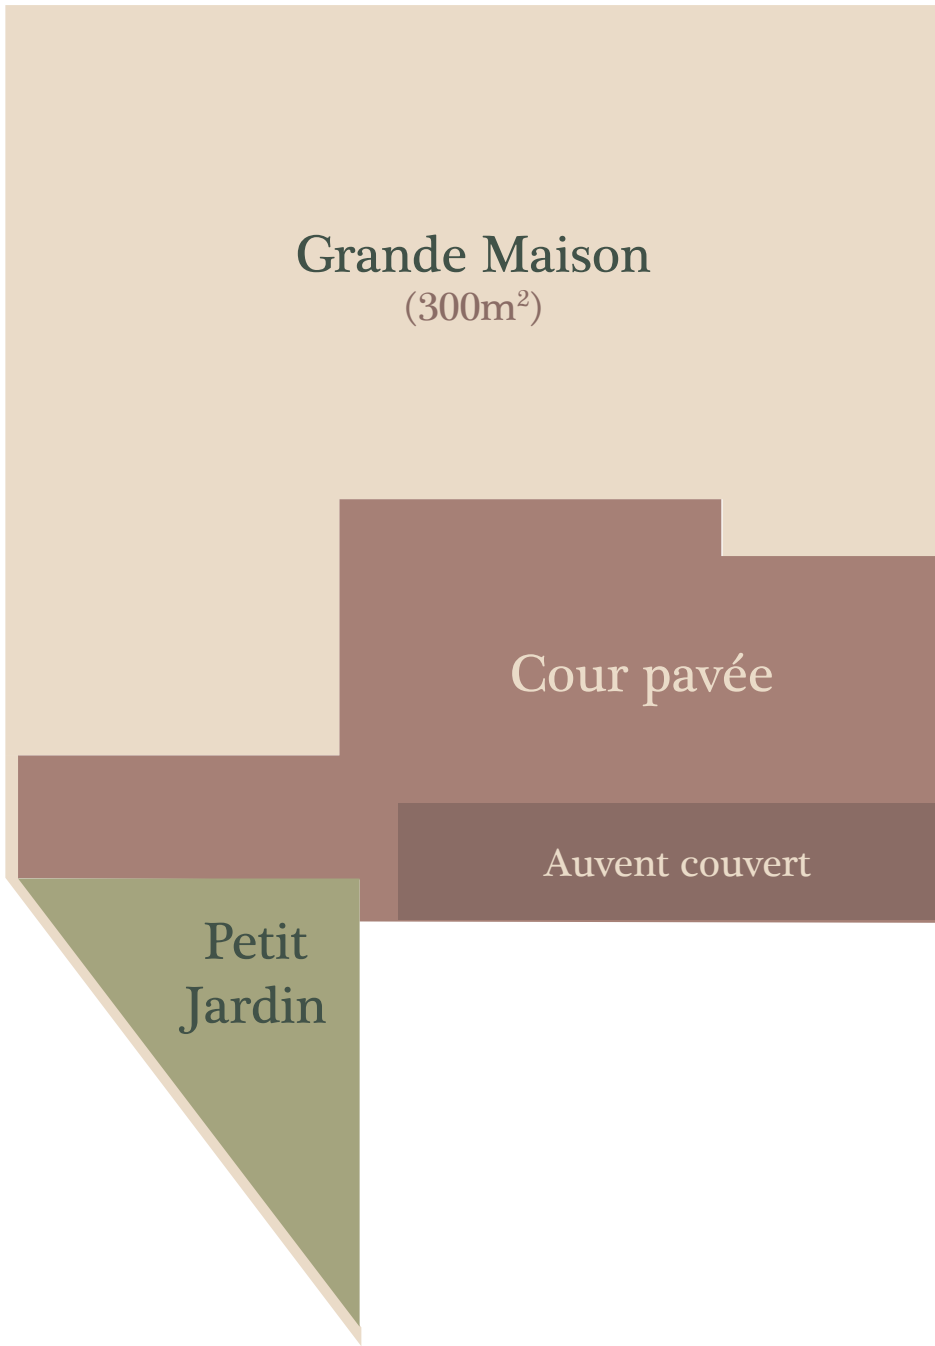 Grande Maison
(300m²)
Cour pavée
Auvent couvert
Petit
Jardin